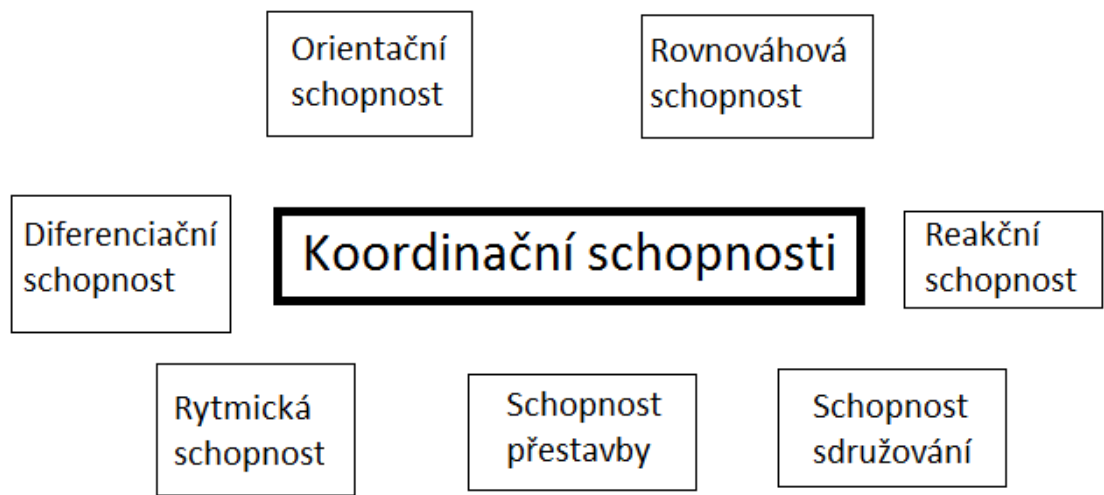 Orientační
schopnost
Rovnováhová
schopnost
Diferenciační
schopnost
Koordinační schopnosti
Reakční
schopnost
Rytmická
schopnost
Schopnost
přestavby
Schopnost
sdružování